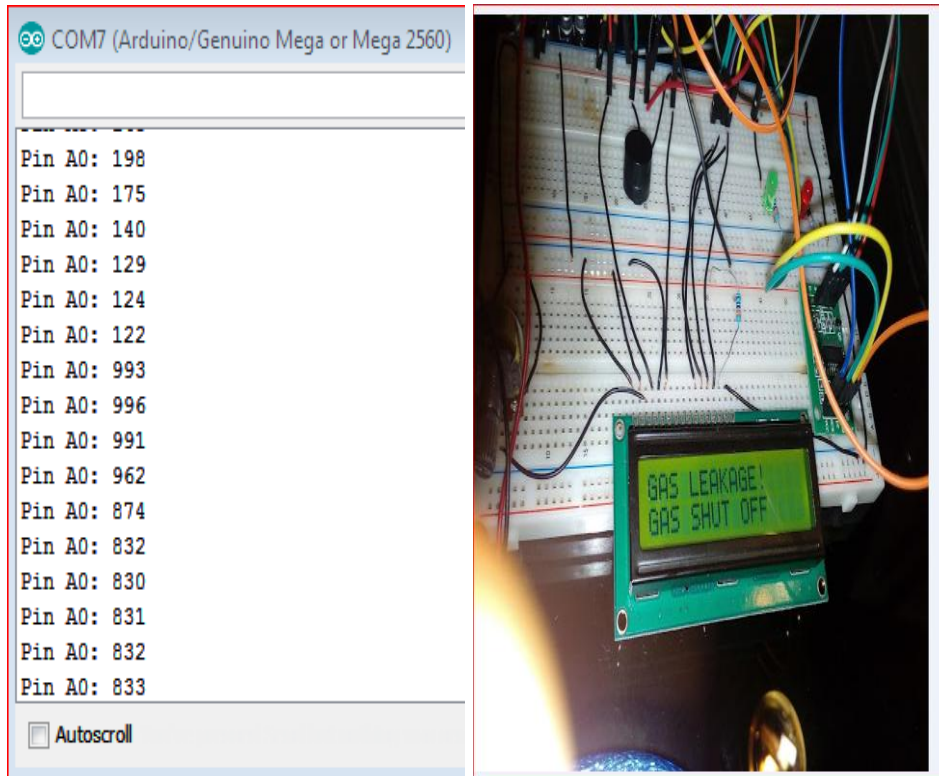 COM7 (Arduino/Genuino Mega or Mega 2560)
Pin A0: 198
Pin A0: 175
Pin A0: 140
Pin A0: 129
Pin A0: 124
Pin A0: 122
Pin A0: 993
Pin A0: 996
Pin A0: 991
Pin A0: 962
Pin A0: 874
Pin A0: 832
Pin A0: 830
Pin A0: 831
Pin A0: 832
Pin A0: 833
Autoscroll
GAS LEAKAGE!
GAS SHUT OFF